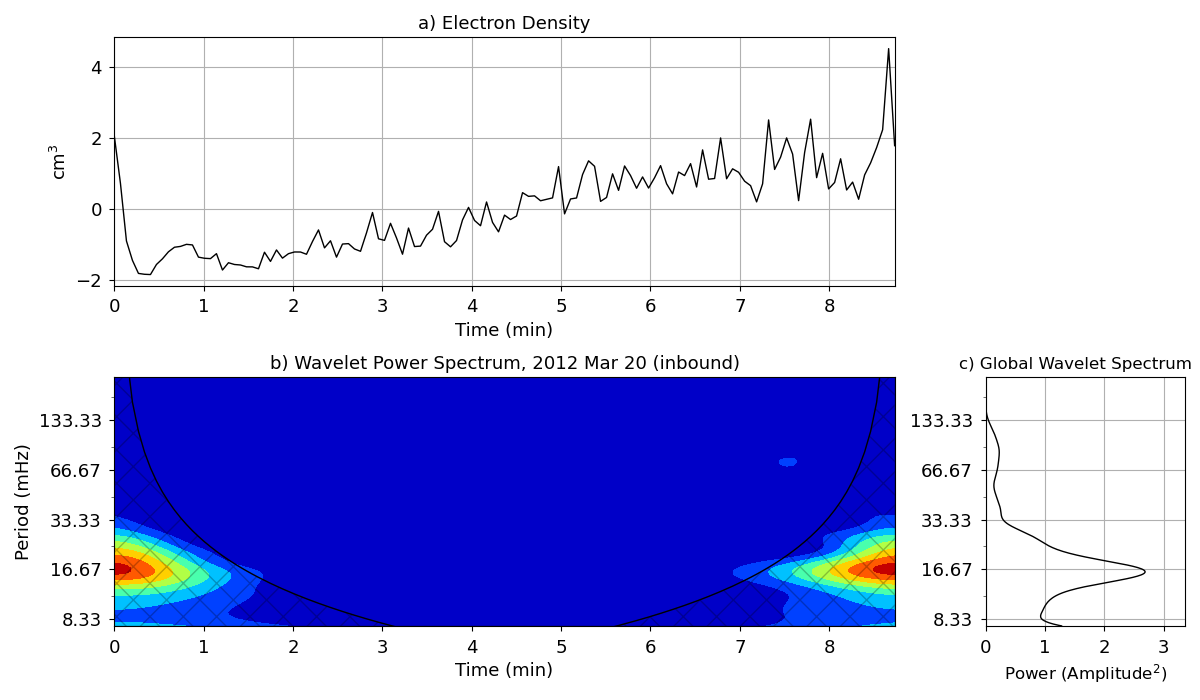 a) Electron Density
cm³
4
2
0
−2
0 1 2 3 4 5 6 7 8
Time (min)
b) Wavelet Power Spectrum, 2012 Mar 20 (inbound)
Period (mHz)
133.33
66.67
33.33
16.67
8.33
0 1 2 3 4 5 6 7 8
Time (min)
c) Global Wavelet Spectrum
133.33
66.67
33.33
16.67
8.33
0 1 2 3
Power (Amplitude²)